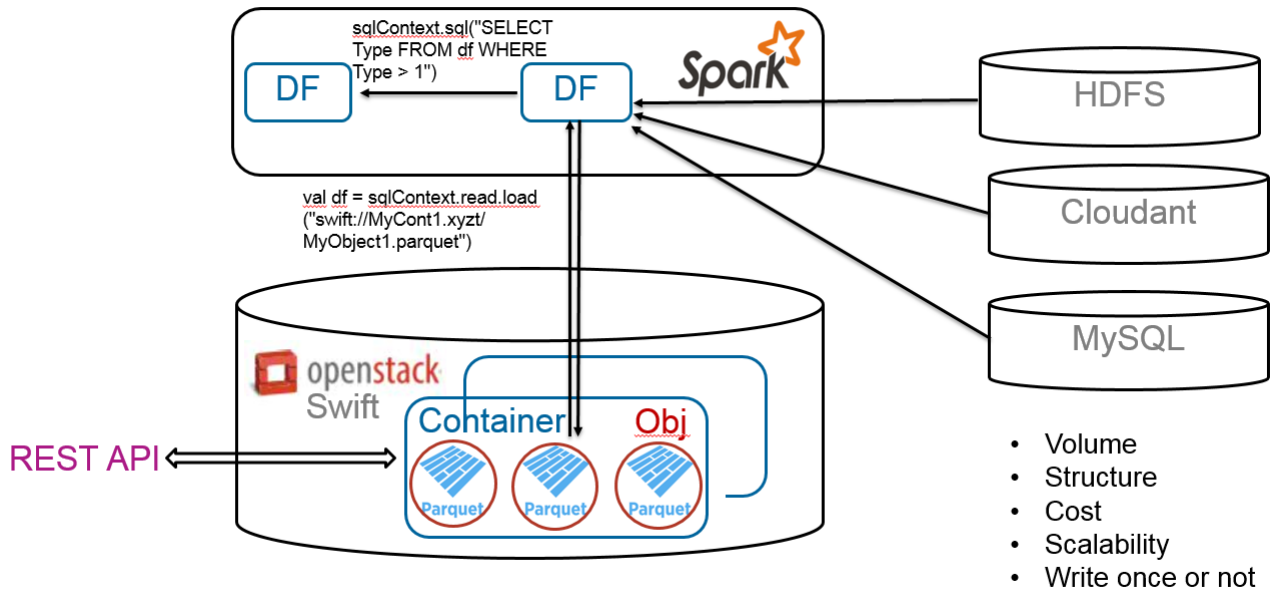 sqlContext.sql("SELECT
Type FROM df WHERE
Type > 1")
DF
DF
Spark
HDFS
Cloudant
MySQL
val df = sqlContext.read.load
("swift://MyCont1.xyzt/
MyObject1.parquet")
openstack
Swift
Container
Obj
REST API
Parquet
Parquet
Parquet
• Volume
• Structure
• Cost
• Scalability
• Write once or not